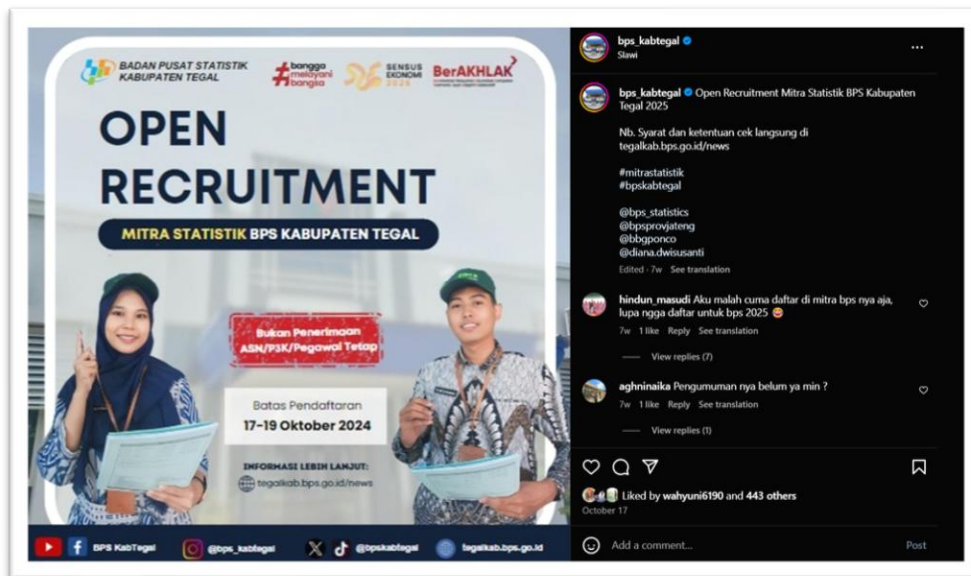 BADAN PUSAT STATISTIK
KABUPATEN TEGAL
#bangga
melayani
bangsa
SENSUS
EKONOMI
2026
BerAKHLAK
OPEN
RECRUITMENT
MITRA STATISTIK BPS KABUPATEN TEGAL
Bukan Penerimaan
ASN/P3K/Pegawai Tetap
Batas Pendaftaran
17-19 Oktober 2024
INFORMASI LEBIH LANJUT:
tegalkab.bps.go.id/news
BPS KabTegal
@bps_kabtegal
@bpskabtegal
tegalkab.bps.go.id
bps_kabtegal
Slawi
bps_kabtegal Open Recruitment Mitra Statistik BPS Kabupaten
Tegal 2025
Nb. Syarat dan ketentuan cek langsung di
tegalkab.bps.go.id/news
#mitrastatistik
#bpskabtegal
@bps_statistics
@bpsprovjateng
@bbgponco
@diana.dwisusanti
Edited · 7w See translation
hindun_masudi Aku malah cuma daftar di mitra bps nya aja,
lupa ngga daftar untuk bps 2025
7w 1 like Reply See translation
View replies (7)
aghninaika Pengumuman nya belum ya min ?
7w 1 like Reply See translation
View replies (1)
Liked by wahyuni6190 and 443 others
October 17
Add a comment...
Post